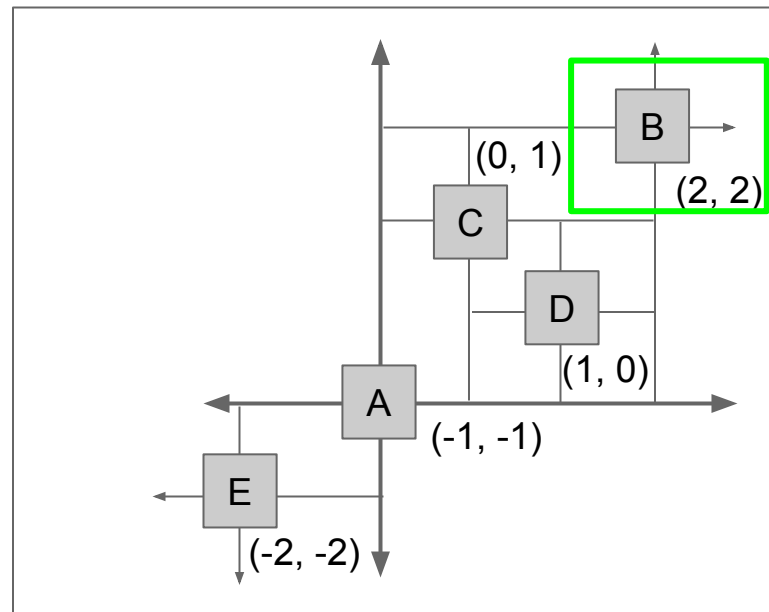 B
(0, 1)
(2, 2)
C
D
(1, 0)
A
(-1, -1)
E
(-2, -2)